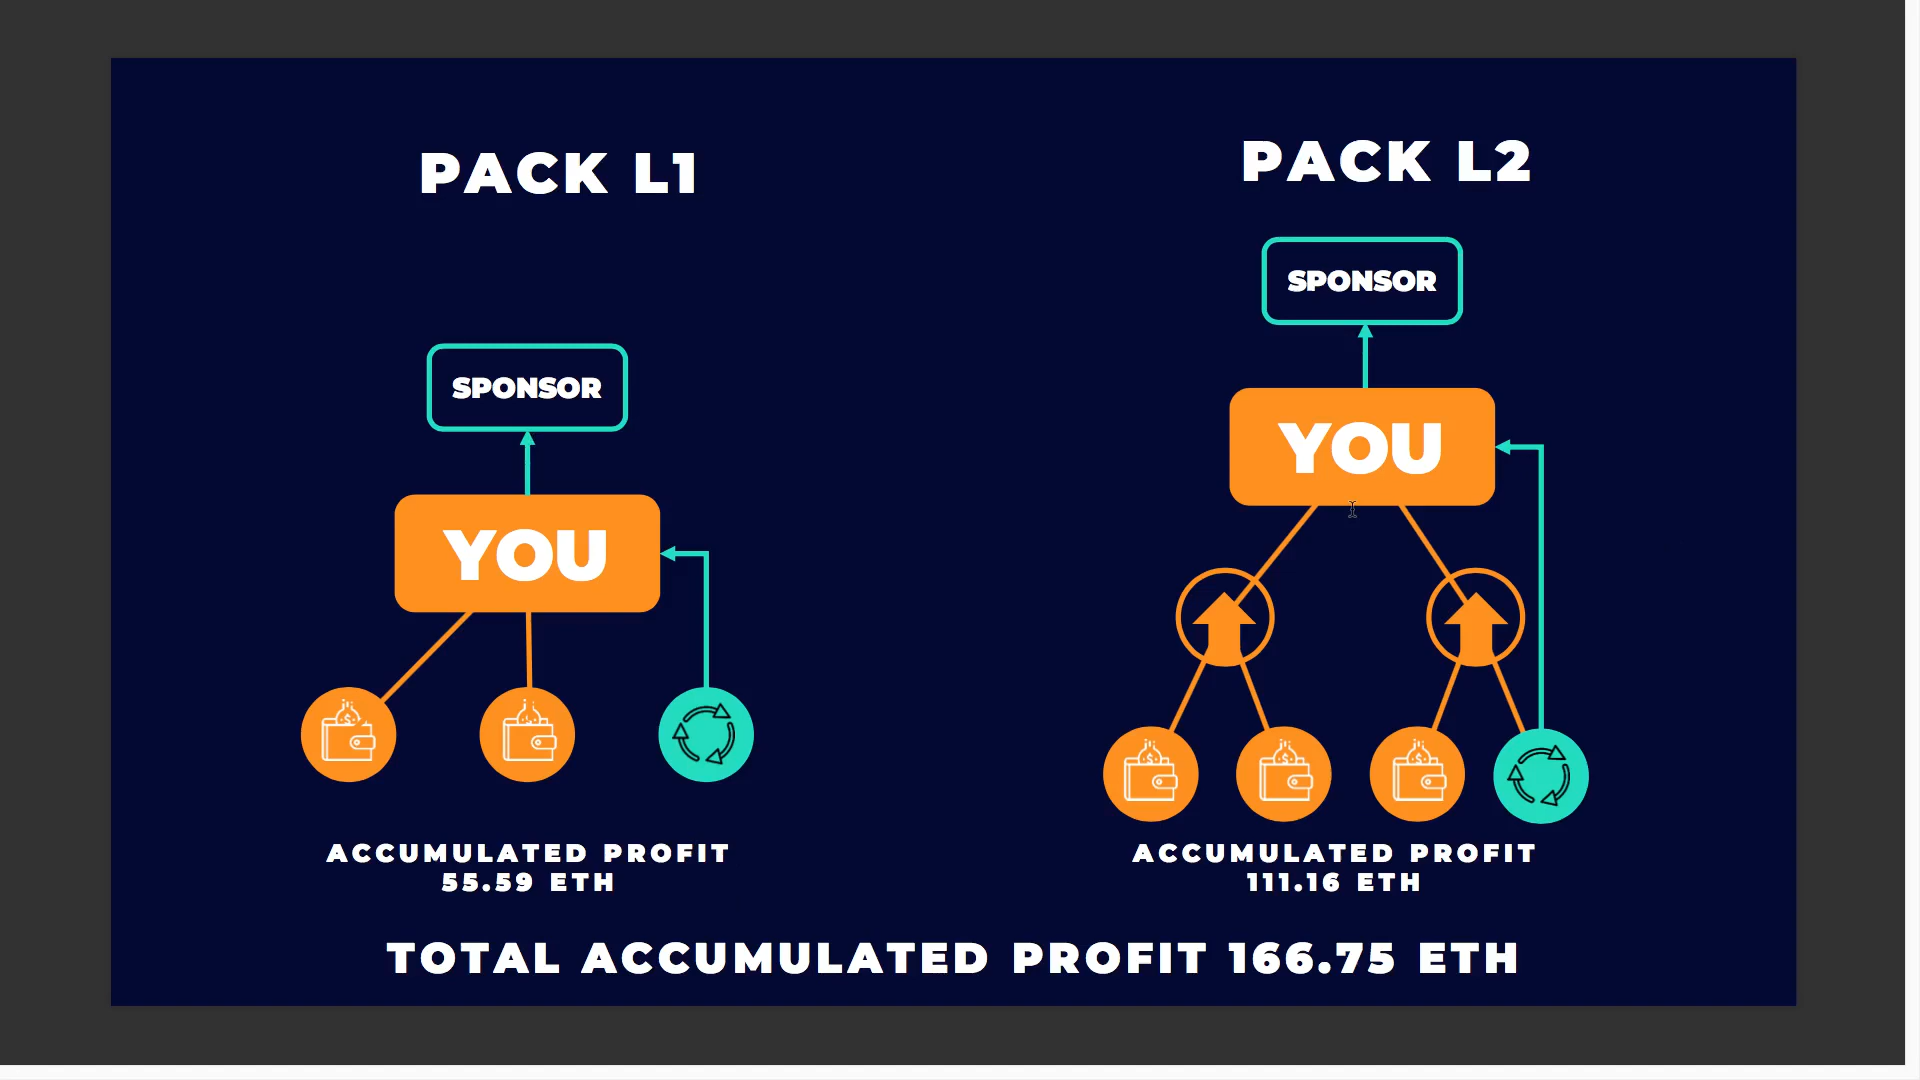 PACK L1
SPONSOR
YOU
ACCUMULATED PROFIT
55.59 ETH
PACK L2
SPONSOR
YOU
ACCUMULATED PROFIT
111.16 ETH
TOTAL ACCUMULATED PROFIT 166.75 ETH